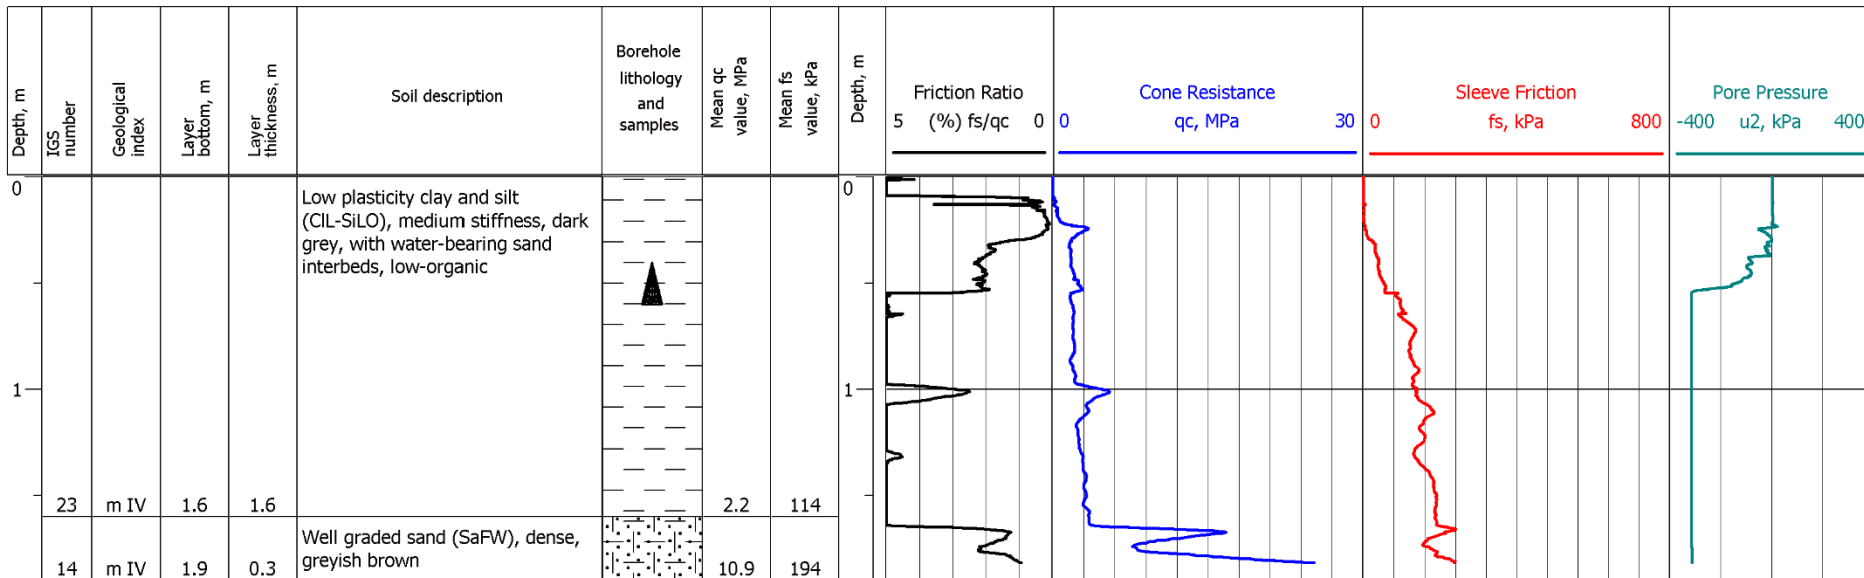 Depth, m
IGS
number
Geological
index
Layer
bottom, m
Layer
thickness, m
Soil description
Borehole
lithology
and
samples
Mean qc
value, MPa
Mean fs
value, kPa
Depth, m
Friction Ratio
5 (%) fs/qc 0
Cone Resistance
0 qc, MPa 30
Sleeve Friction
0 fs, kPa 800
Pore Pressure
-400 u2, kPa 400
0
Low plasticity clay and silt
(ClL-SiLO), medium stiffness, dark
grey, with water-bearing sand
interbeds, low-organic
0
1
1
23 m IV 1.6 1.6 2.2 114
Well graded sand (SaFW), dense,
greyish brown
14 m IV 1.9 0.3 10.9 194